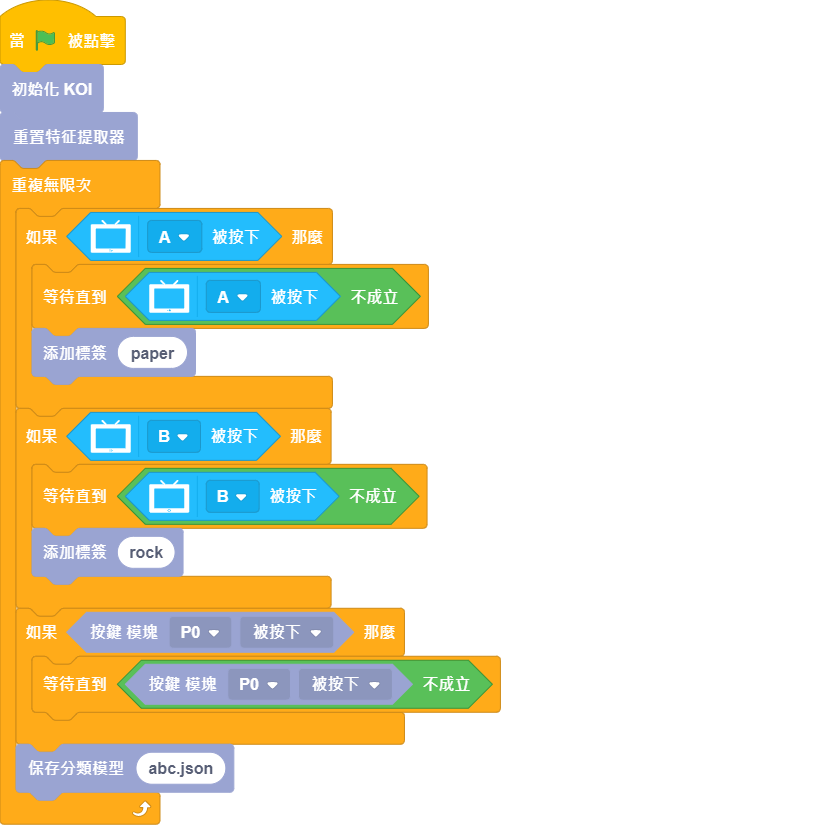 當 被點擊
初始化 KOI
重置特征提取器
重複無限次
如果 A 被按下 那麼
等待直到 A 被按下 不成立
添加標簽 paper
如果 B 被按下 那麼
等待直到 B 被按下 不成立
添加標簽 rock
如果 按鍵 模塊 P0 被按下 那麼
等待直到 按鍵 模塊 P0 被按下 不成立
保存分類模型 abc.json